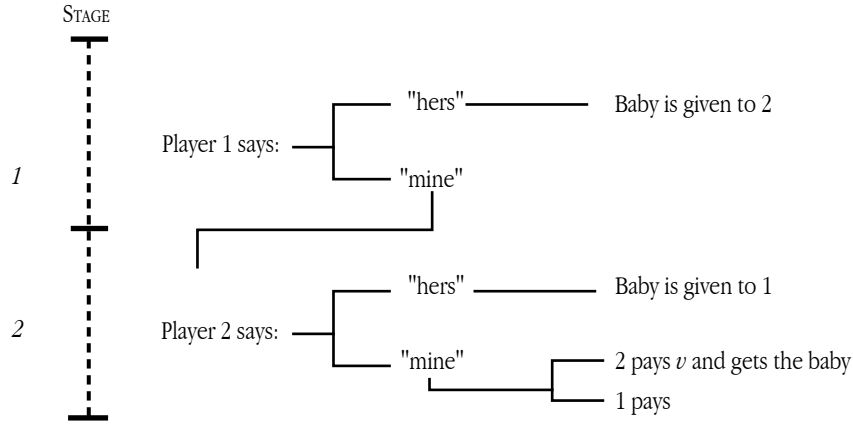 STAGE
"hers" Baby is given to 2
Player 1 says:
1 "mine"
"hers" Baby is given to 1
2 Player 2 says:
"mine" 2 pays v and gets the baby
1 pays